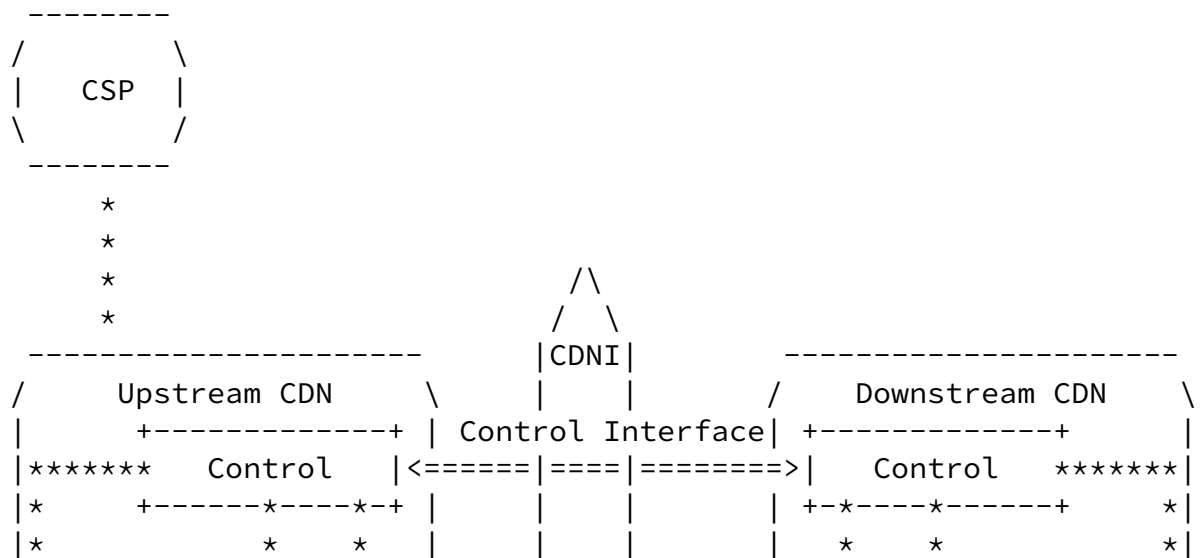 CSP
CDNI
Upstream CDN Downstream CDN
Control Interface
Control Control